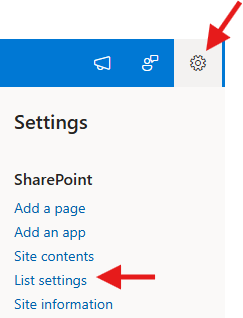 Settings
SharePoint
Add a page
Add an app
Site contents
List settings
Site information